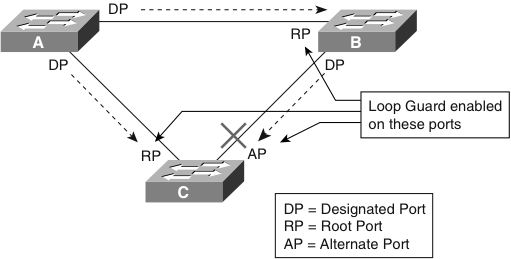 DP
A
RP
B
DP
DP
Loop Guard enabled
on these ports
RP
AP
C
DP = Designated Port
RP = Root Port
AP = Alternate Port